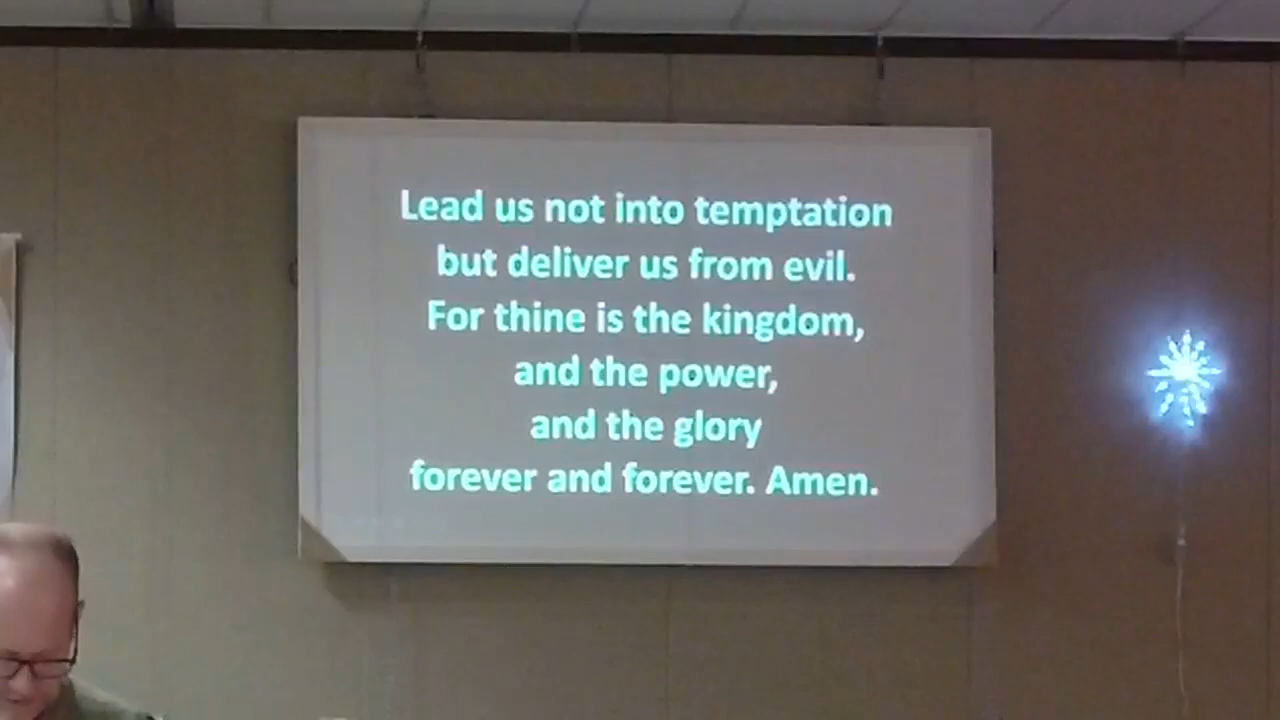 Lead us not into temptation
but deliver us from evil.
For thine is the kingdom,
and the power,
and the glory
forever and forever. Amen.